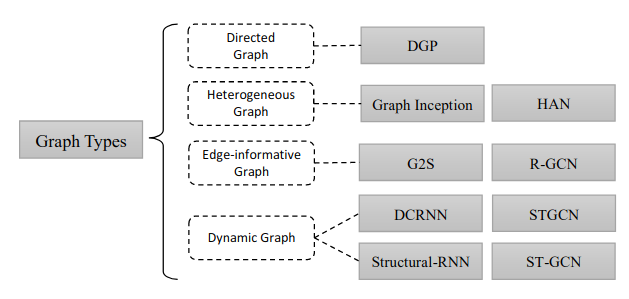 Graph Types
Directed
Graph
DGP
Heterogeneous
Graph
Graph Inception
HAN
Edge-informative
Graph
G2S
R-GCN
Dynamic Graph
DCRNN
STGCN
Structural-RNN
ST-GCN